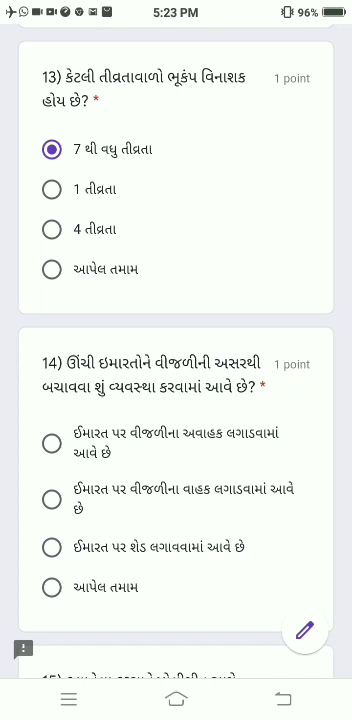 5:23 PM
96%
13) કેટલી તીવ્રતાવાળો ભૂકંપ વિનાશક
1 point
હોય છે? *
7 થી વધુ તીવ્રતા
1 તીવ્રતા
4 તીવ્રતા
આપેલ તમામ
14) ઊંચી ઇમારતોને વીજળીની અસરથી
1 point
બચાવવા શું વ્યવસ્થા કરવામાં આવે છે? *
ઈમારત પર વીજળીના અવાહક લગાડવામાં
આવે છે
ઈમારત પર વીજળીના વાહક લગાડવામાં આવે
છે
ઈમારત પર શેડ લગાવવામાં આવે છે
આપેલ તમામ